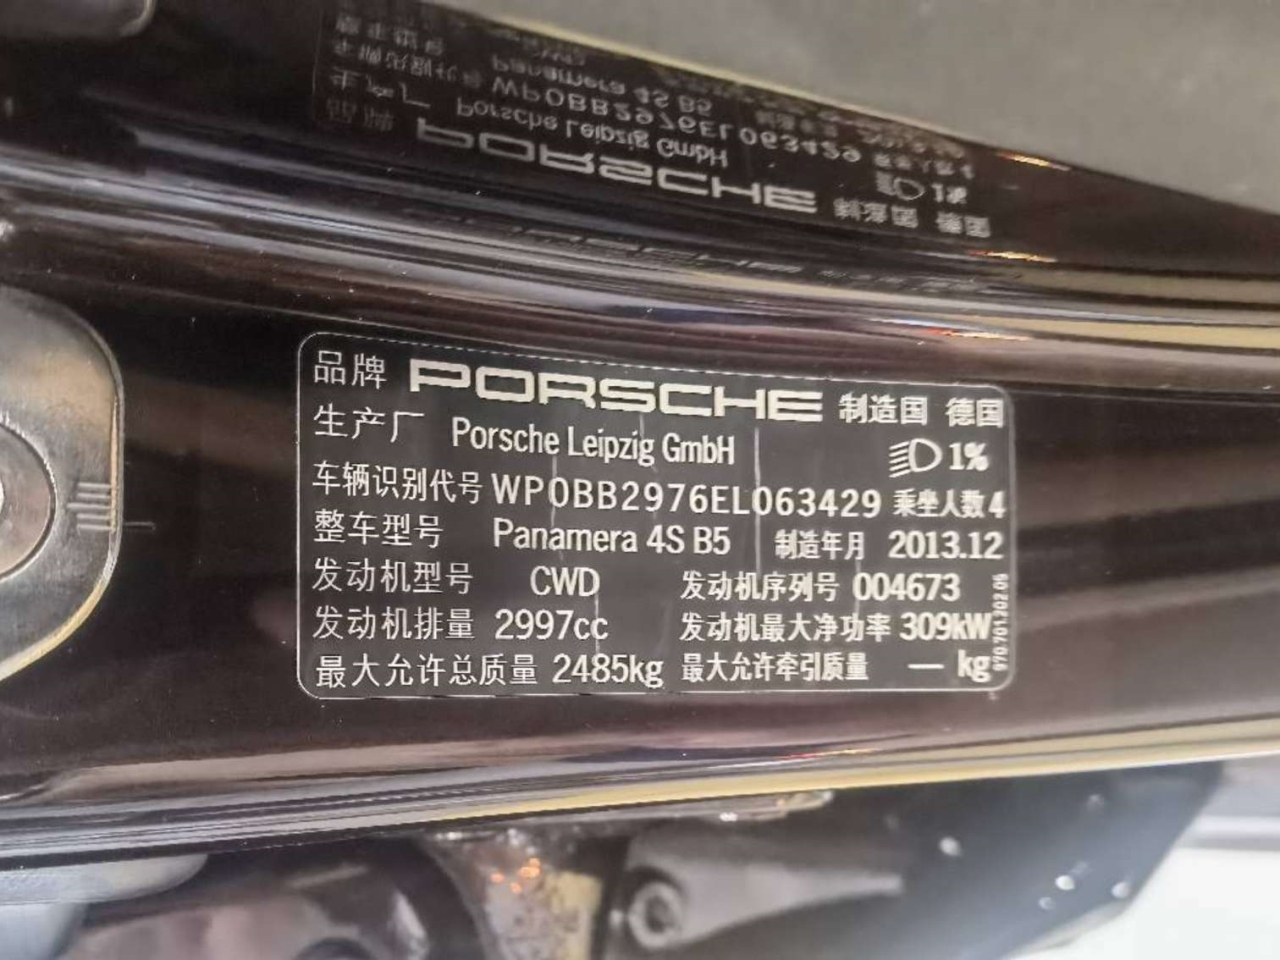 品牌 PORSCHE 制造国 德国
生产厂 Porsche Leipzig GmbH 1%
车辆识别代号 WP0BB2976EL063429 乘坐人数 4
整车型号 Panamera 4S B5 制造年月 2013.12
发动机型号 CWD 发动机序列号 004673
发动机排量 2997cc 发动机最大净功率 309kW
最大允许总质量 2485kg 最大允许牵引质量 — kg
970.701.202.05